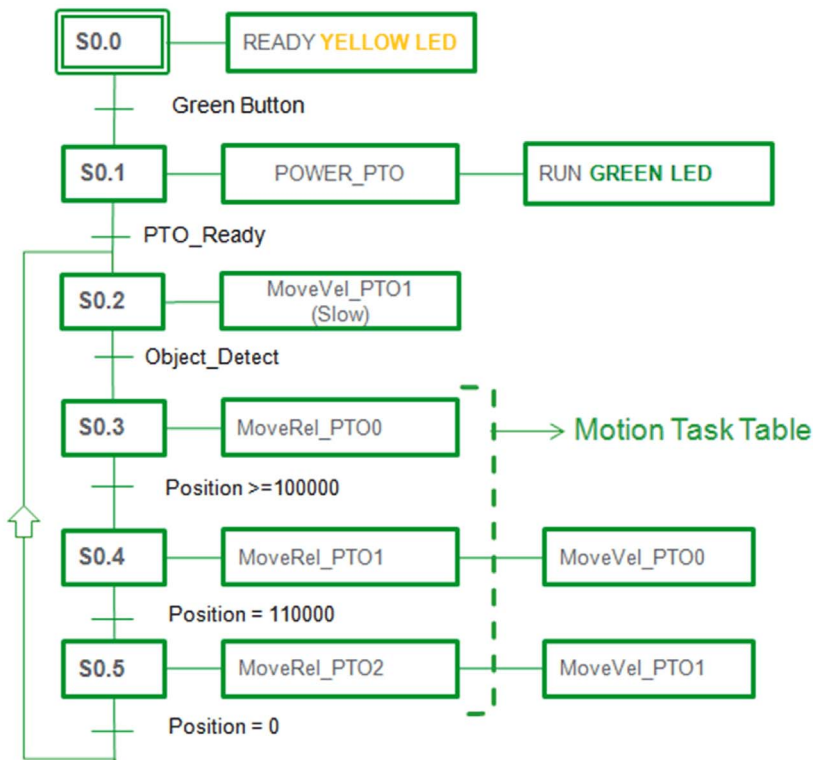 S0.0
READY YELLOW LED
Green Button
S0.1
POWER_PTO
RUN GREEN LED
PTO_Ready
S0.2
MoveVel_PTO1
(Slow)
Object_Detect
S0.3
MoveRel_PTO0
Motion Task Table
Position >=100000
S0.4
MoveRel_PTO1
MoveVel_PTO0
Position = 110000
S0.5
MoveRel_PTO2
MoveVel_PTO1
Position = 0